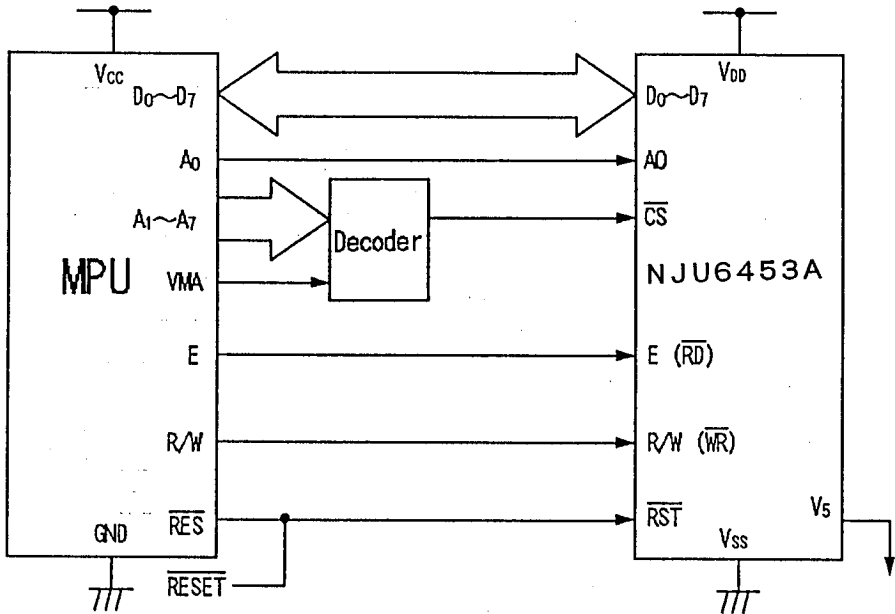 VCC
D0~D7
A0
A1~A7
MPU
VMA
E
R/W
GND
RES
RESET
Decoder
VDD
D0~D7
A0
CS
NJU6453A
E (RD)
R/W (WR)
RST
V5
VSS